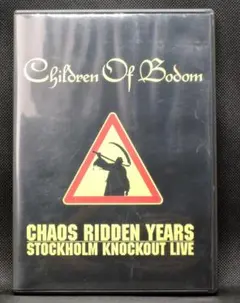 Children Of Bodom
CHAOS RIDDEN YEARS
STOCKHOLM KNOCKOUT LIVE